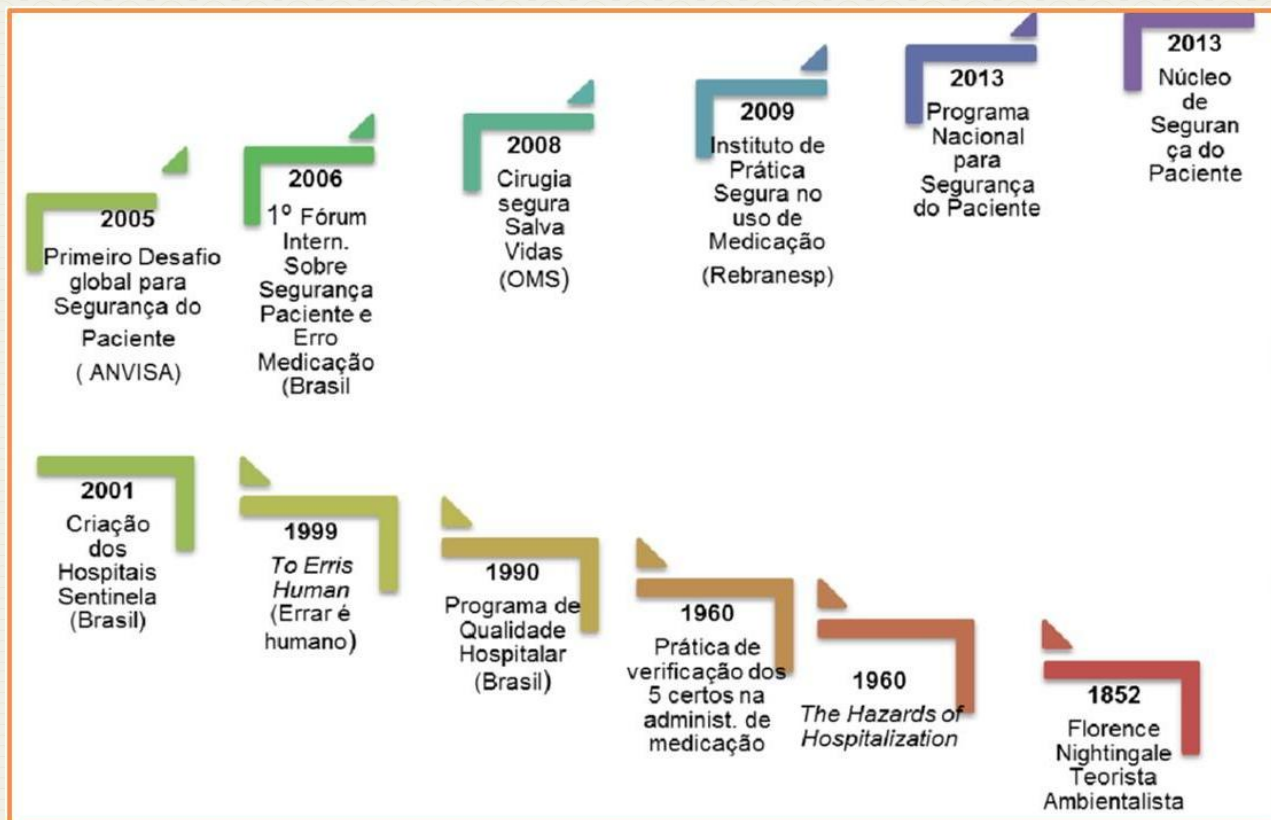 2005
Primeiro Desafio
global para
Segurança do
Paciente
( ANVISA)
2006
1º Fórum
Intern.
Sobre
Segurança
Paciente e
Erro
Medicação
(Brasil
2008
Cirugia
segura
Salva
Vidas
(OMS)
2009
Instituto de
Prática
Segura no
uso de
Medicação
(Rebranesp)
2013
Programa
Nacional
para
Segurança
do Paciente
2013
Núcleo
de
Seguran
ça do
Paciente
2001
Criação
dos
Hospitais
Sentinela
(Brasil)
1999
To Erris
Human
(Errar é
humano)
1990
Programa de
Qualidade
Hospitalar
(Brasil)
1960
Prática de
verificação dos
5 certos na
administ. de
medicação
1960
The Hazards of
Hospitalization
1852
Florence
Nightingale
Teorista
Ambientalista